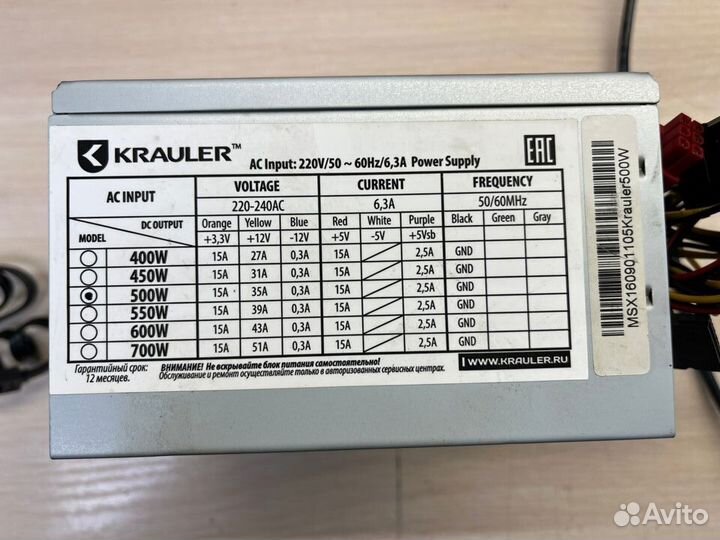 KRAULER™
AC Input: 220V/50 ~ 60Hz/6,3A Power Supply
EAC
AC INPUT VOLTAGE CURRENT FREQUENCY
220-240AC 6,3A 50/60MHz
DC OUTPUT Orange Yellow Blue Red White Purple Black Green Gray
MODEL +3,3V +12V -12V +5V -5V +5Vsb
400W 15A 27A 0,3A 15A 2,5A GND
450W 15A 31A 0,3A 15A 2,5A GND
500W 15A 35A 0,3A 15A 2,5A GND
550W 15A 39A 0,3A 15A 2,5A GND
600W 15A 43A 0,3A 15A 2,5A GND
700W 15A 51A 0,3A 15A 2,5A GND
Гарантийный срок:
12 месяцев.
ВНИМАНИЕ! Не вскрывайте блок питания самостоятельно!
Обслуживание и ремонт осуществляйте только в авторизованных сервисных центрах.
WWW.KRAULER.RU
MSX160901105Krauler500W
Avito